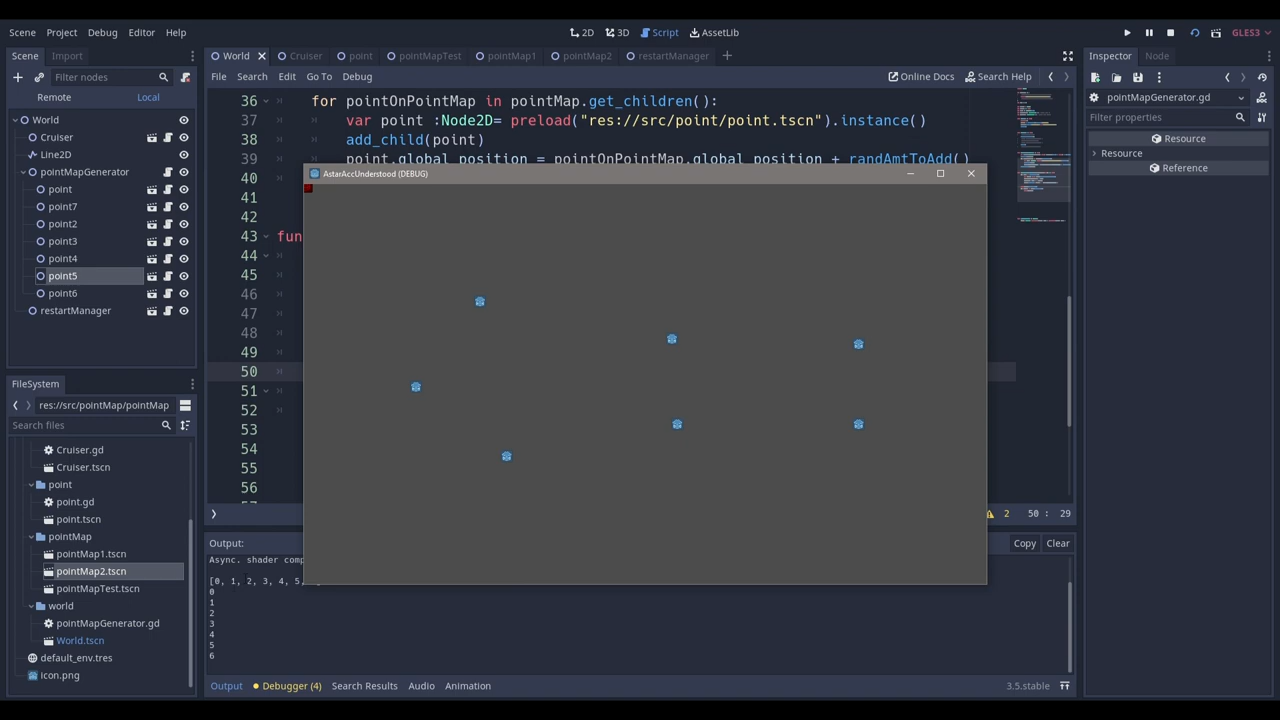 Scene Project Debug Editor Help
2D 3D Script AssetLib
GLES3
Scene Import
World Cruiser point pointMapTest pointMap1 pointMap2 restartManager
Inspector Node
Filter nodes
File Search Edit Go To Debug
Online Docs Search Help
Remote Local
pointMapGenerator.gd
Filter properties
Resource
Resource
Reference
World
Cruiser
Line2D
pointMapGenerator
point
point7
point2
point3
point4
point5
point6
restartManager
36 for pointOnPointMap in pointMap.get_children():
37 var point :Node2D= preload("res://src/point/point.tscn").instance()
38 add_child(point)
39 point.global_position = pointOnPointMap.global_position + randAmtToAdd()
40
41
42
43 fun
44
45
46
47
48
49
50
51
52
53
54
55
56
AstarAccUnderstood (DEBUG)
FileSystem
res://src/pointMap/pointMap
Search files
Cruiser.gd
Cruiser.tscn
point
point.gd
point.tscn
pointMap
pointMap1.tscn
pointMap2.tscn
pointMapTest.tscn
world
pointMapGenerator.gd
World.tscn
default_env.tres
icon.png
2 50 : 29
Output:
Copy Clear
Async. shader comp
[0, 1, 2, 3, 4, 5,
0
1
2
3
4
5
6
Output Debugger (4) Search Results Audio Animation
3.5.stable